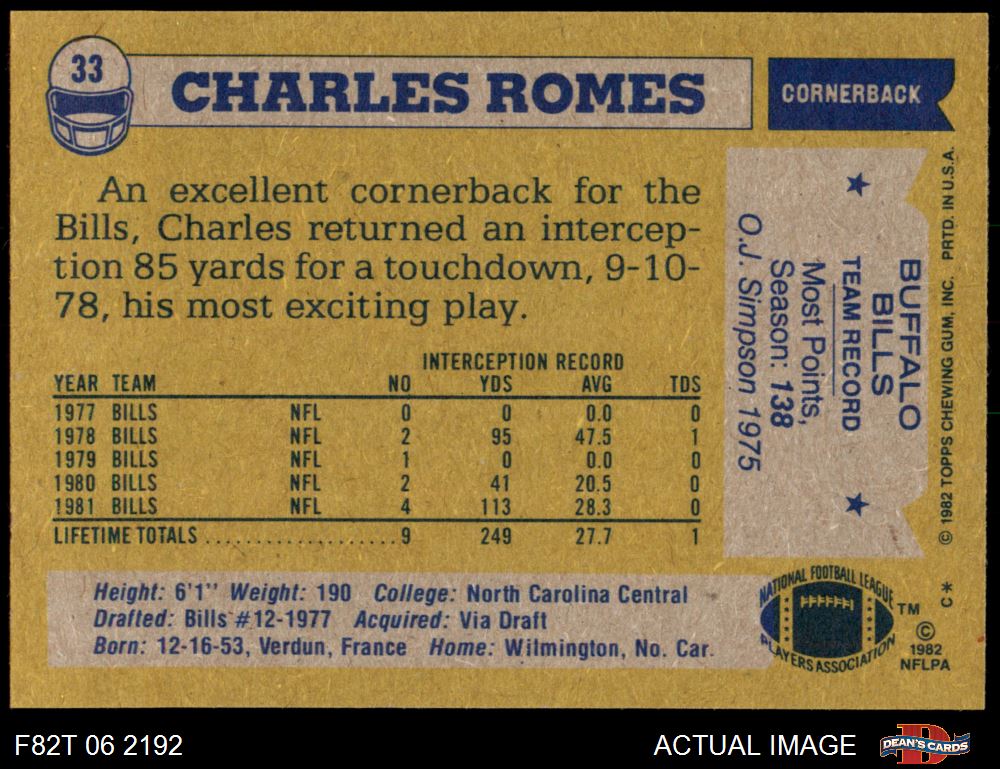 33
CHARLES ROMES
CORNERBACK
An excellent cornerback for the
Bills, Charles returned an intercep-
tion 85 yards for a touchdown, 9-10-
78, his most exciting play.
INTERCEPTION RECORD
YEAR TEAM NO YDS AVG TDS
1977 BILLS NFL 0 0 0.0 0
1978 BILLS NFL 2 95 47.5 1
1979 BILLS NFL 1 0 0.0 0
1980 BILLS NFL 2 41 20.5 0
1981 BILLS NFL 4 113 28.3 0
LIFETIME TOTALS ..................... 9 249 27.7 1
Height: 6'1" Weight: 190 College: North Carolina Central
Drafted: Bills #12-1977 Acquired: Via Draft
Born: 12-16-53, Verdun, France Home: Wilmington, No. Car.
BUFFALO
BILLS
TEAM RECORD
Most Points,
Season: 138
O.J. Simpson 1975
© 1982 TOPPS CHEWING GUM, INC. PRTD. IN U.S.A.
C*
NATIONAL FOOTBALL LEAGUE
PLAYERS ASSOCIATION
TM
©
1982
NFLPA
F82T 06 2192
ACTUAL IMAGE
D
DEAN'S CARDS